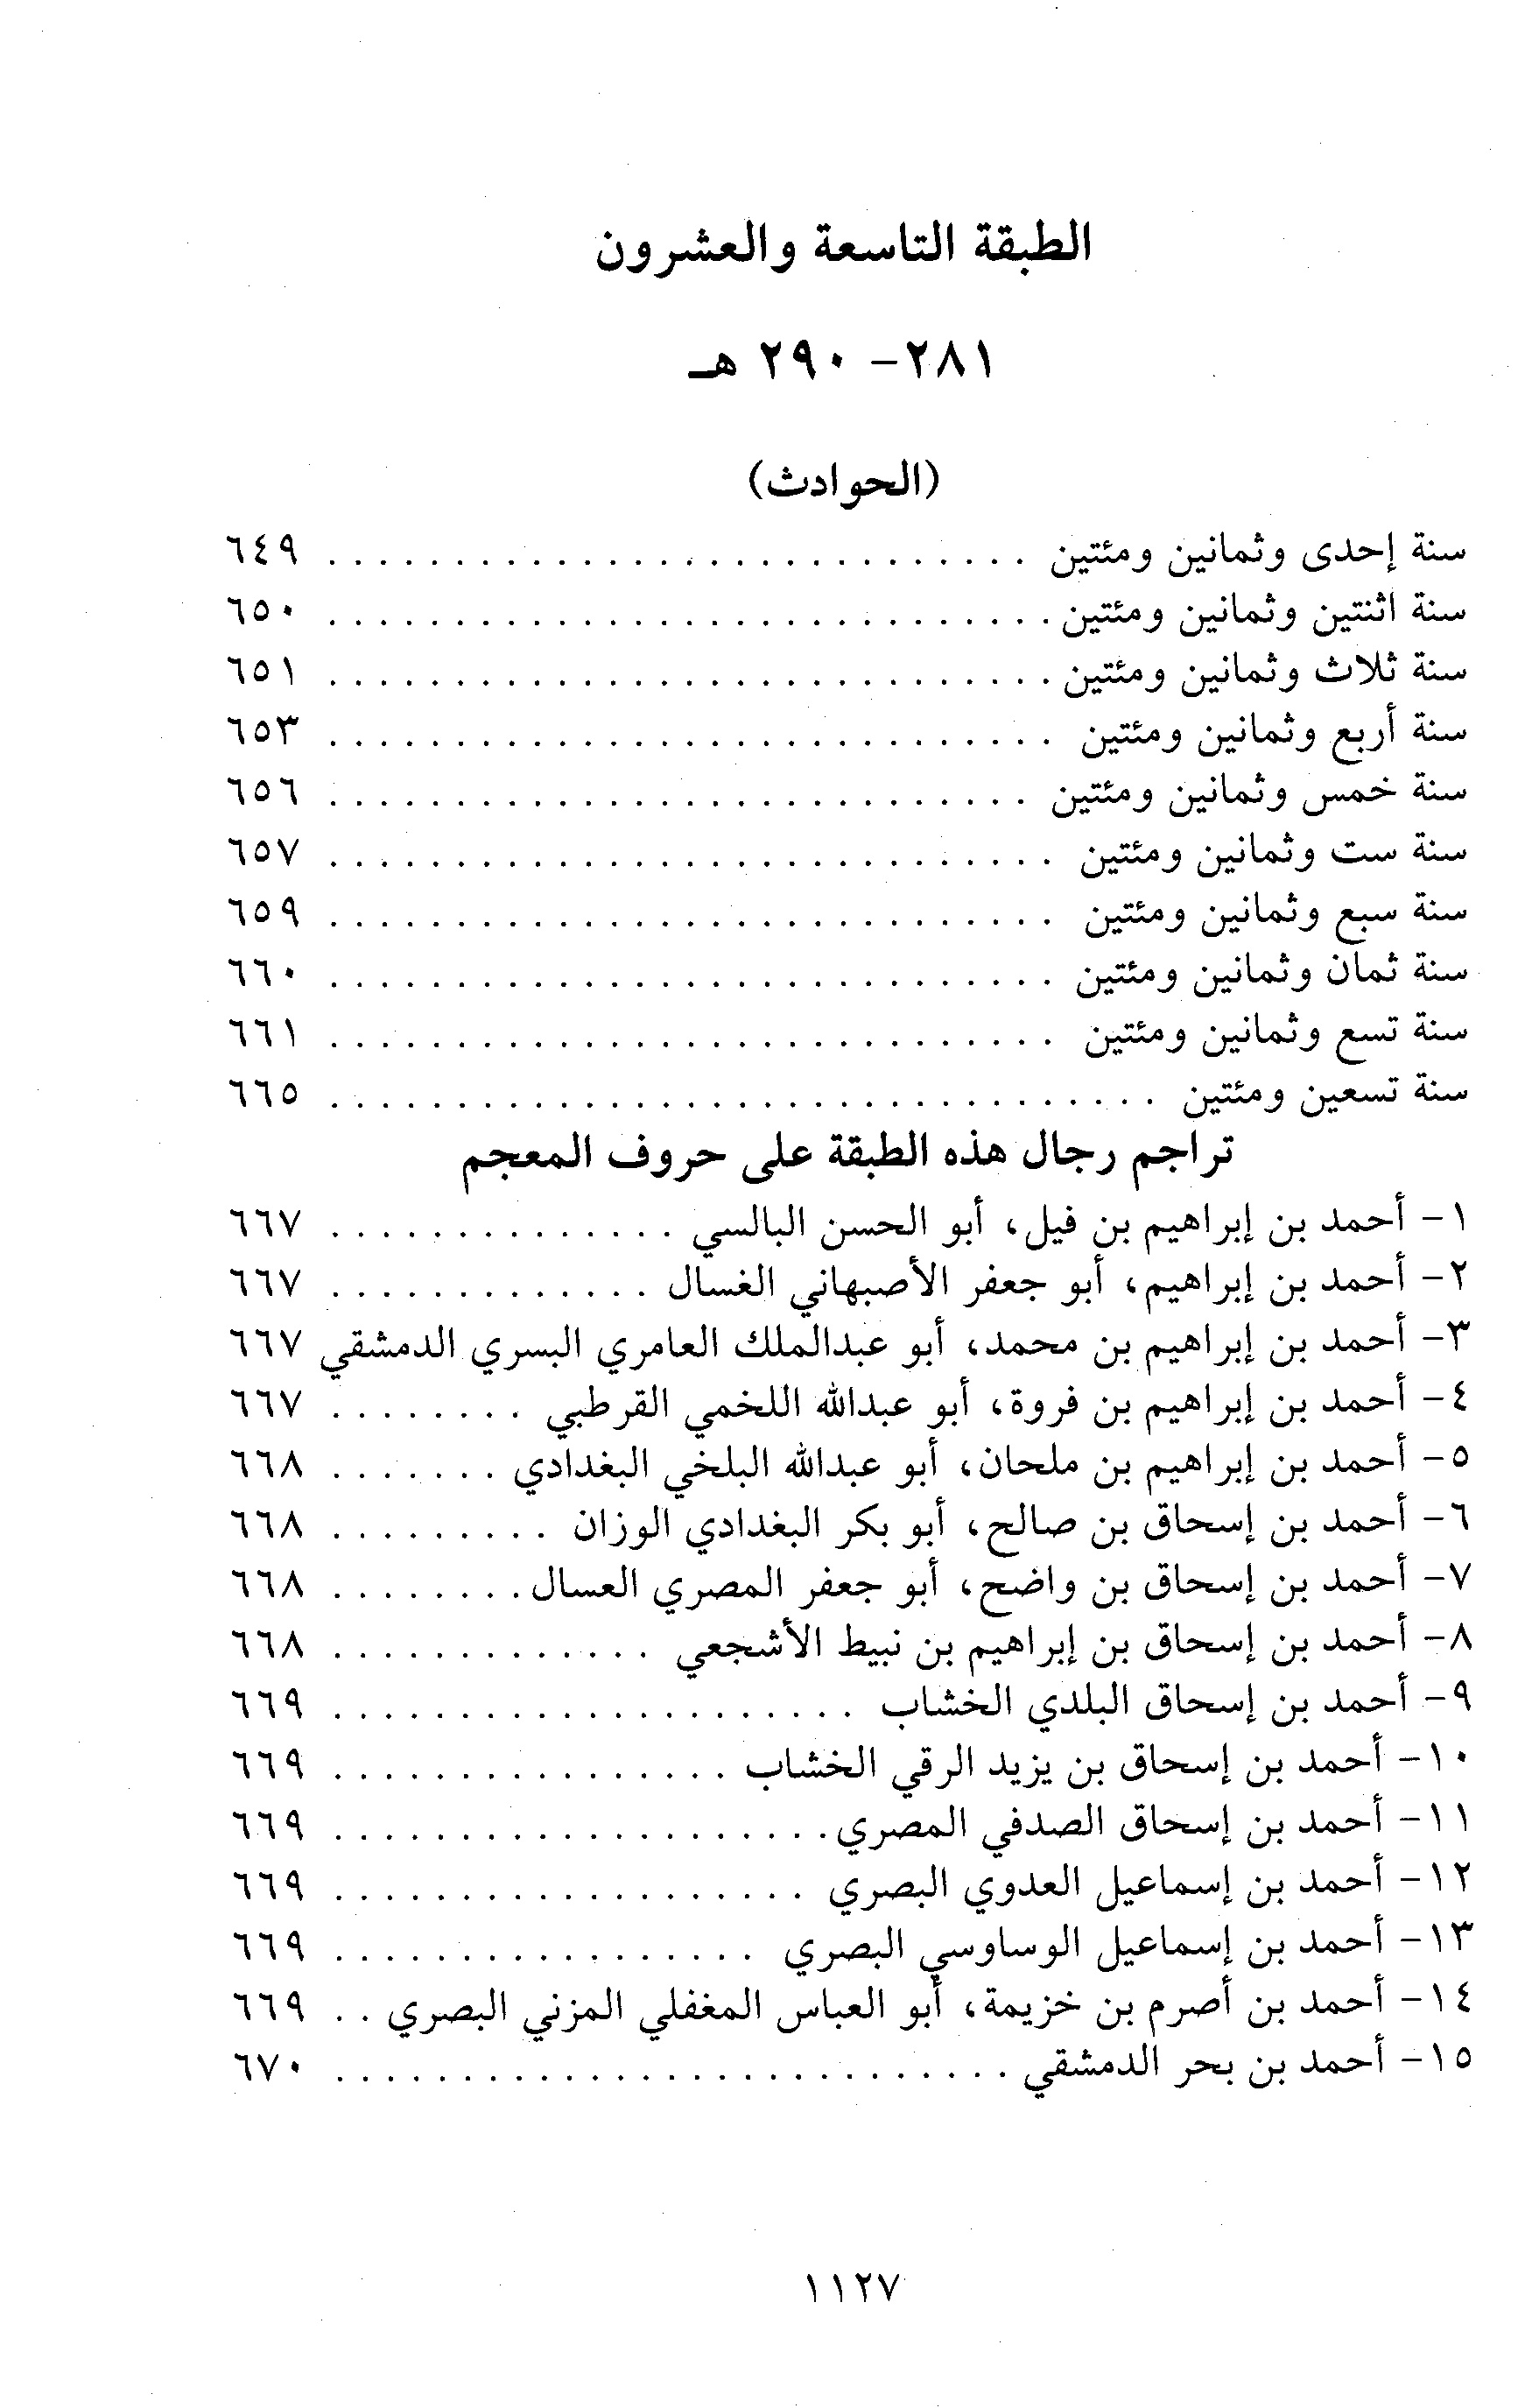 الطبقة التاسعة والعشرون
٢٨١- ٢٩٠ هـ
(الحوادث)
سنة إحدى وثمانين ومئتين . . . . . . . . . . . . . . . . . . . . . . . . . . . . ٦٤٩
سنة اثنتين وثمانين ومئتين . . . . . . . . . . . . . . . . . . . . . . . . . . . . . ٦٥٠
سنة ثلاث وثمانين ومئتين . . . . . . . . . . . . . . . . . . . . . . . . . . . . . ٦٥١
سنة أربع وثمانين ومئتين . . . . . . . . . . . . . . . . . . . . . . . . . . . . . ٦٥٣
سنة خمس وثمانين ومئتين . . . . . . . . . . . . . . . . . . . . . . . . . . . . ٦٥٦
سنة ست وثمانين ومئتين . . . . . . . . . . . . . . . . . . . . . . . . . . . . . ٦٥٧
سنة سبع وثمانين ومئتين . . . . . . . . . . . . . . . . . . . . . . . . . . . . . ٦٥٩
سنة ثمان وثمانين ومئتين . . . . . . . . . . . . . . . . . . . . . . . . . . . . . ٦٦٠
سنة تسع وثمانين ومئتين . . . . . . . . . . . . . . . . . . . . . . . . . . . . . ٦٦١
سنة تسعين ومئتين . . . . . . . . . . . . . . . . . . . . . . . . . . . . . . . . . ٦٦٥
تراجم رجال هذه الطبقة على حروف المعجم
١- أحمد بن إبراهيم بن فيل، أبو الحسن البالسي . . . . . . . . . . . . . . ٦٦٧
٢- أحمد بن إبراهيم، أبو جعفر الأصبهاني الغسال . . . . . . . . . . . . . ٦٦٧
٣- أحمد بن إبراهيم بن محمد، أبو عبدالملك العامري البسري الدمشقي ٦٦٧
٤- أحمد بن إبراهيم بن فروة، أبو عبدالله اللخمي القرطبي . . . . . . . . ٦٦٧
٥- أحمد بن إبراهيم بن ملحان، أبو عبدالله البلخي البغدادي . . . . . . . ٦٦٨
٦- أحمد بن إسحاق بن صالح، أبو بكر البغدادي الوزان . . . . . . . . . ٦٦٨
٧- أحمد بن إسحاق بن واضح، أبو جعفر المصري العسال . . . . . . . . ٦٦٨
٨- أحمد بن إسحاق بن إبراهيم بن نبيط الأشجعي . . . . . . . . . . . . . ٦٦٨
٩- أحمد بن إسحاق البلدي الخشاب . . . . . . . . . . . . . . . . . . . . . ٦٦٩
١٠- أحمد بن إسحاق بن يزيد الرقي الخشاب . . . . . . . . . . . . . . . . ٦٦٩
١١- أحمد بن إسحاق الصدفي المصري . . . . . . . . . . . . . . . . . . . . ٦٦٩
١٢- أحمد بن إسماعيل العدوي البصري . . . . . . . . . . . . . . . . . . . ٦٦٩
١٣- أحمد بن إسماعيل الوساوسي البصري . . . . . . . . . . . . . . . . . ٦٦٩
١٤- أحمد بن أصرم بن خزيمة، أبو العباس المغفلي المزني البصري . . ٦٦٩
١٥- أحمد بن بحر الدمشقي . . . . . . . . . . . . . . . . . . . . . . . . . . . ٦٧٠
١١٢٧